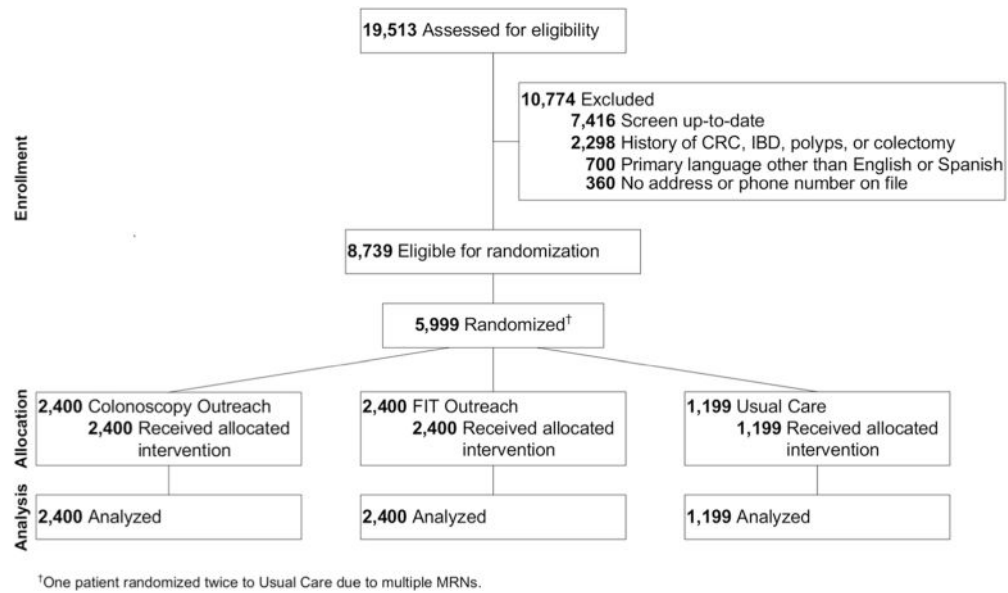 19,513 Assessed for eligibility
10,774 Excluded
7,416 Screen up-to-date
2,298 History of CRC, IBD, polyps, or colectomy
700 Primary language other than English or Spanish
360 No address or phone number on file
Enrollment
8,739 Eligible for randomization
5,999 Randomized†
Allocation
2,400 Colonoscopy Outreach
2,400 Received allocated
intervention
2,400 FIT Outreach
2,400 Received allocated
intervention
1,199 Usual Care
1,199 Received allocated
intervention
Analysis
2,400 Analyzed
2,400 Analyzed
1,199 Analyzed
†One patient randomized twice to Usual Care due to multiple MRNs.